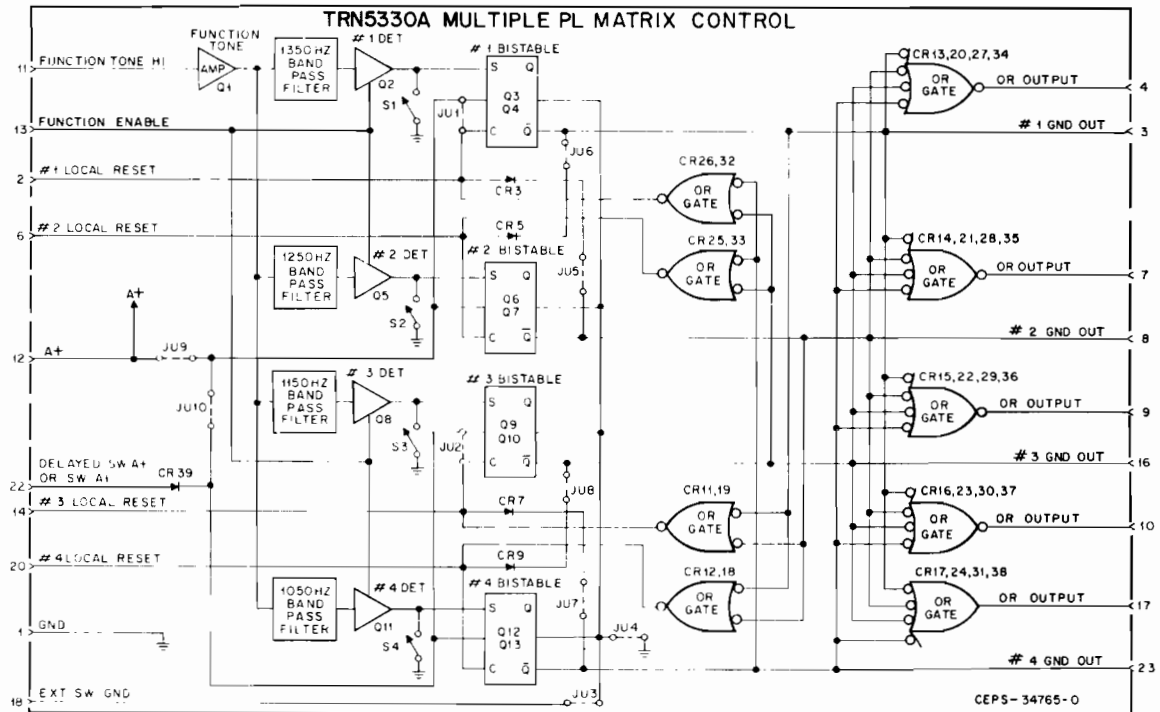 TRN5330A MULTIPLE PL MATRIX CONTROL
FUNCTION TONE
AMP
Q1
11 FUNCTION TONE HI
13 FUNCTION ENABLE
2 #1 LOCAL RESET
6 #2 LOCAL RESET
A+
12 A+
JU9
JU10
DELAYED SW A+
OR SW A+
22
CR39
14 #3 LOCAL RESET
20 #4 LOCAL RESET
1 GND
18 EXT SW GND
1350HZ
BAND
PASS
FILTER
#1 DET
Q2
S1
JU1
#1 BISTABLE
S Q
Q3
Q4
C Q̅
JU6
CR3
CR5
1250HZ
BAND
PASS
FILTER
#2 DET
Q5
S2
#2 BISTABLE
S Q
Q6
Q7
C Q̅
JU5
1150HZ
BAND
PASS
FILTER
#3 DET
Q8
S3
JU2
#3 BISTABLE
S Q
Q9
Q10
C Q̅
JU8
CR7
CR9
1050HZ
BAND
PASS
FILTER
#4 DET
Q11
S4
#4 BISTABLE
S Q
Q12
Q13
C Q̅
JU7
JU4
JU3
CR26,32
OR
GATE
CR25,33
OR
GATE
CR11,19
OR
GATE
CR12,18
OR
GATE
CR13,20,27,34
OR
GATE
OR OUTPUT
4
#1 GND OUT
3
CR14,21,28,35
OR
GATE
OR OUTPUT
7
#2 GND OUT
8
CR15,22,29,36
OR
GATE
OR OUTPUT
9
#3 GND OUT
16
CR16,23,30,37
OR
GATE
OR OUTPUT
10
CR17,24,31,38
OR
GATE
OR OUTPUT
17
#4 GND OUT
23
CEPS-34765-0